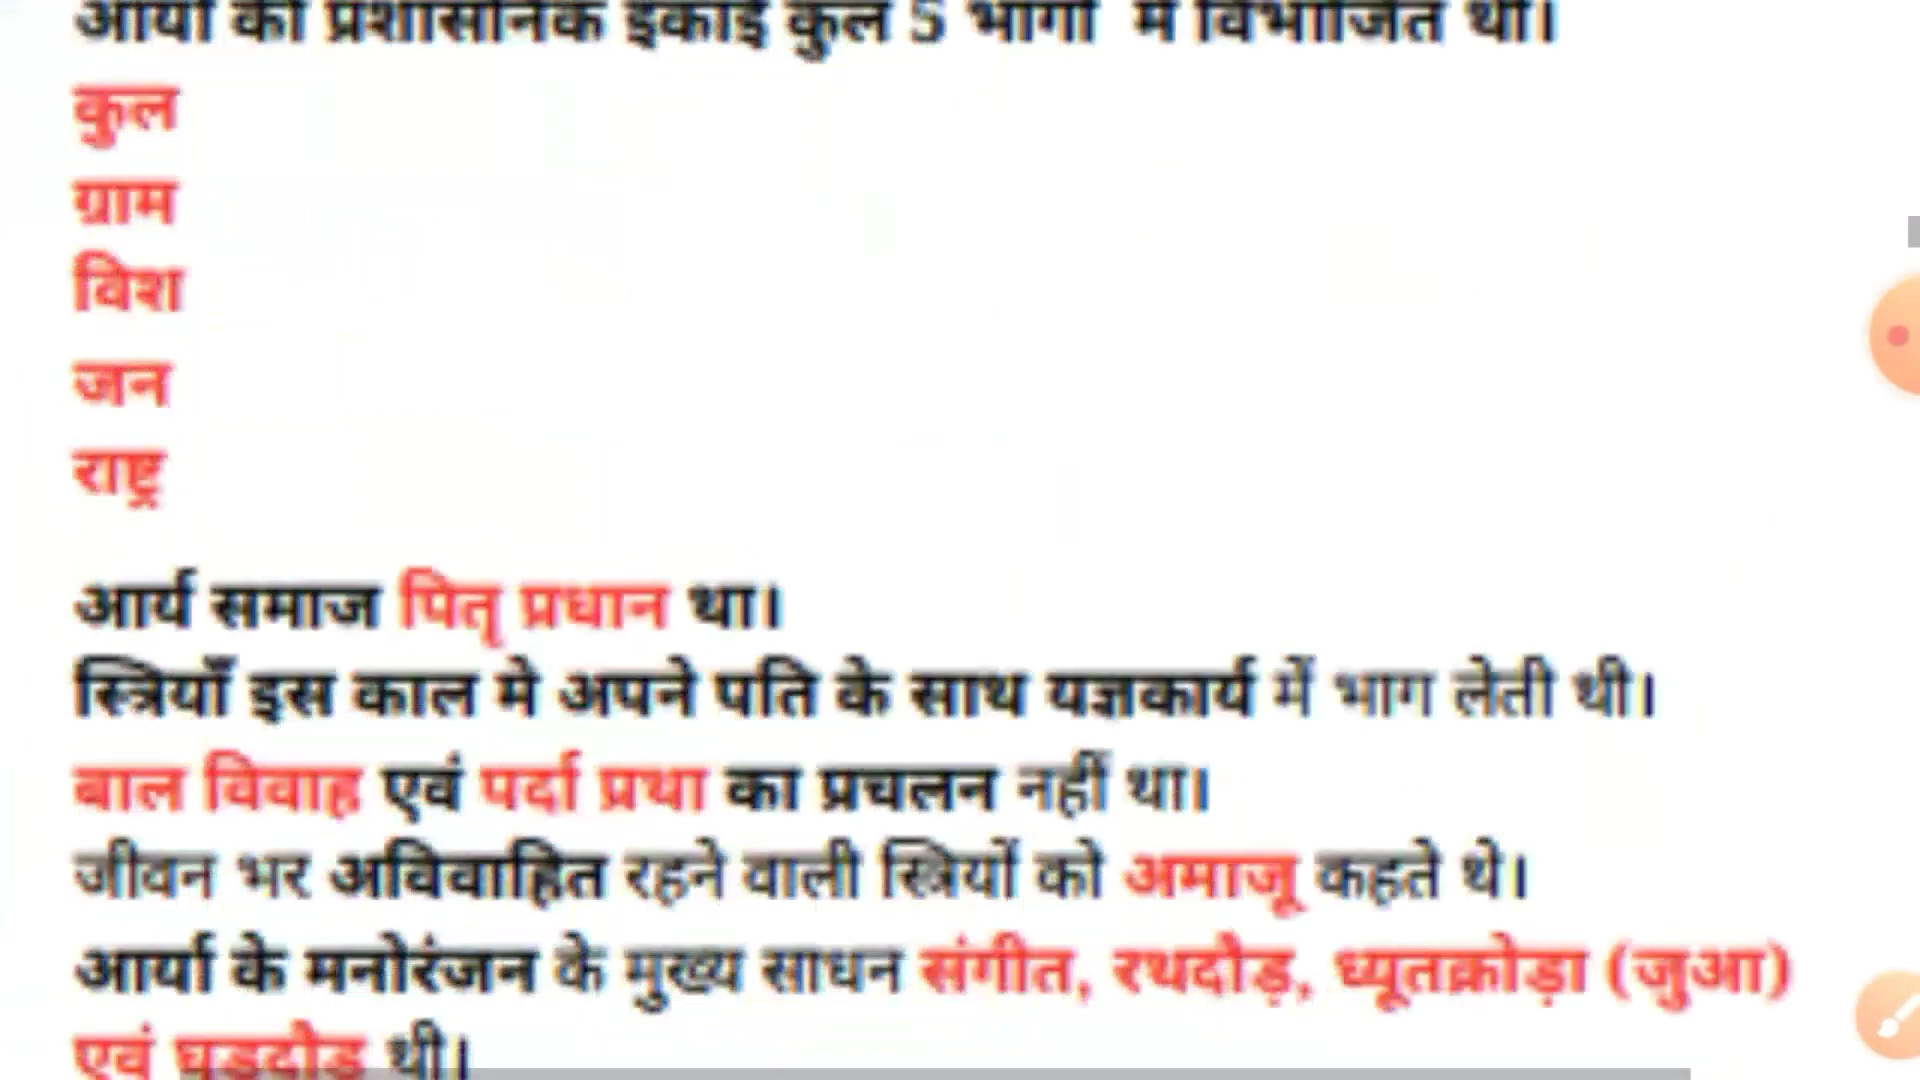 आर्यो की प्रशासनिक इकाई कुल 5 भागों में विभाजित थी।
कुल
ग्राम
विश
जन
राष्ट्र
आर्य समाज पितृ प्रधान था।
स्त्रियाँ इस काल मे अपने पति के साथ यज्ञकार्य में भाग लेती थी।
बाल विवाह एवं पर्दा प्रथा का प्रचलन नहीं था।
जीवन भर अविवाहित रहने वाली स्त्रियों को अमाजू कहते थे।
आर्यो के मनोरंजन के मुख्य साधन संगीत, रथदौड़, ध्यूतक्रीड़ा (जुआ)
एवं घुड़दौड़ थी।